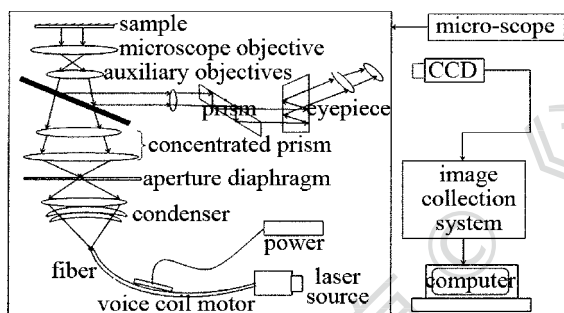 sample
microscope objective
auxiliary objectives
prism
eyepiece
concentrated prism
aperture diaphragm
condenser
power
fiber
laser
source
voice coil motor
micro-scope
CCD
image
collection
system
computer